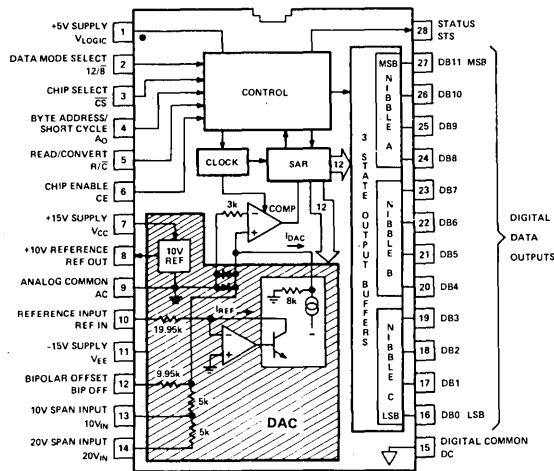 +5V SUPPLY
VLOGIC
1
DATA MODE SELECT
12/8̅
2
CHIP SELECT
C̅S̅
3
BYTE ADDRESS/
SHORT CYCLE
AO
4
READ/CONVERT
R/C̅
5
CHIP ENABLE
CE
6
+15V SUPPLY
VCC
7
+10V REFERENCE
REF OUT
8
ANALOG COMMON
AC
9
REFERENCE INPUT
REF IN
10
-15V SUPPLY
VEE
11
BIPOLAR OFFSET
BIP OFF
12
10V SPAN INPUT
10VIN
13
20V SPAN INPUT
20VIN
14
CONTROL
CLOCK
SAR
12
3k
COMP
12
IDAC
10V
REF
8k
IREF
19.95k
9.95k
5k
5k
DAC
3 STATE OUTPUT BUFFERS
MSB
NIBBLE A
NIBBLE B
NIBBLE C
LSB
28
STATUS
STS
27
DB11 MSB
26
DB10
25
DB9
24
DB8
23
DB7
22
DB6
21
DB5
20
DB4
19
DB3
18
DB2
17
DB1
16
DB0 LSB
15
DIGITAL COMMON
DC
DIGITAL
DATA
OUTPUTS